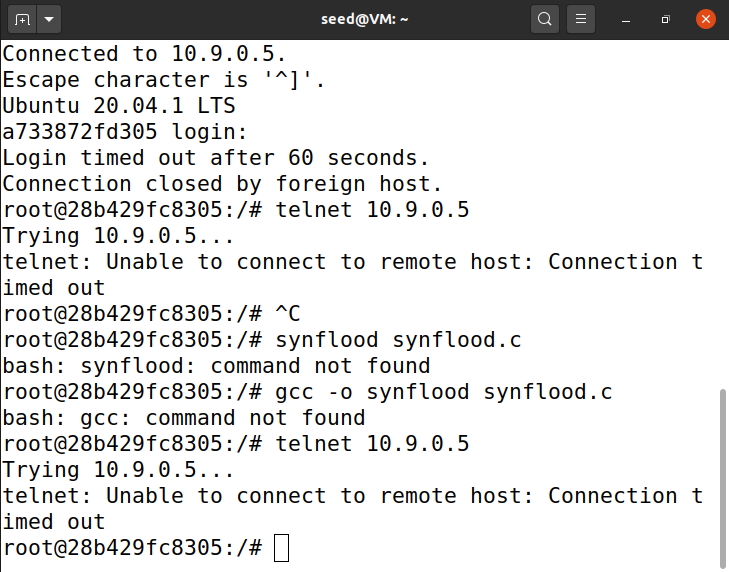 seed@VM: ~
Connected to 10.9.0.5.
Escape character is '^]'.
Ubuntu 20.04.1 LTS
a733872fd305 login:
Login timed out after 60 seconds.
Connection closed by foreign host.
root@28b429fc8305:/# telnet 10.9.0.5
Trying 10.9.0.5...
telnet: Unable to connect to remote host: Connection t
imed out
root@28b429fc8305:/# ^C
root@28b429fc8305:/# synflood synflood.c
bash: synflood: command not found
root@28b429fc8305:/# gcc -o synflood synflood.c
bash: gcc: command not found
root@28b429fc8305:/# telnet 10.9.0.5
Trying 10.9.0.5...
telnet: Unable to connect to remote host: Connection t
imed out
root@28b429fc8305:/#